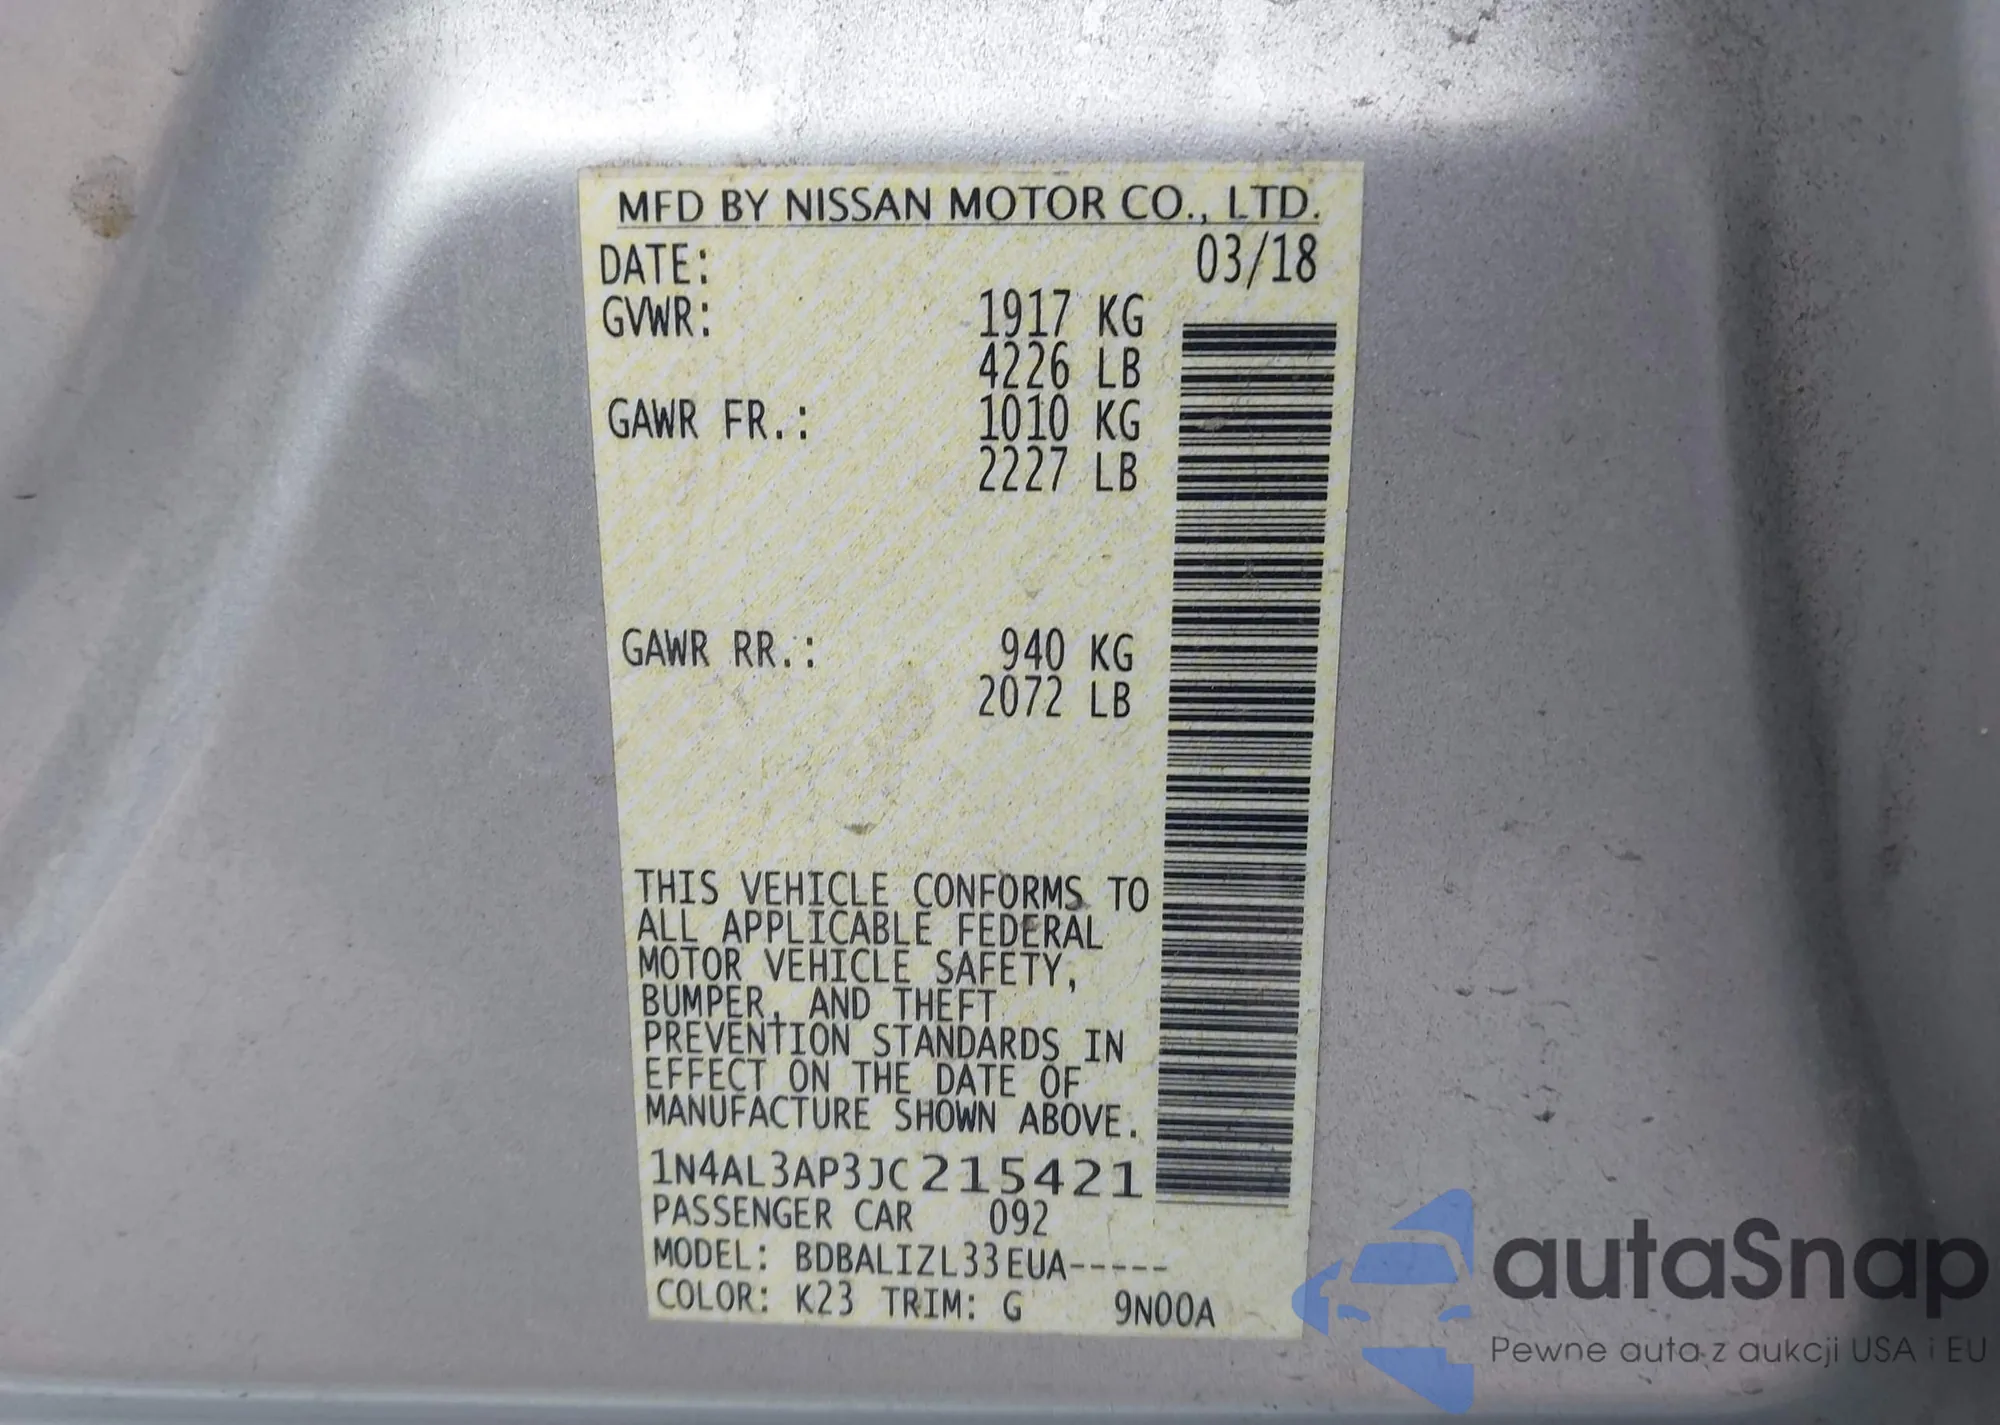 MFD BY NISSAN MOTOR CO., LTD.
DATE: 03/18
GVWR: 1917 KG
4226 LB
GAWR FR.: 1010 KG
2227 LB
GAWR RR.: 940 KG
2072 LB
THIS VEHICLE CONFORMS TO
ALL APPLICABLE FEDERAL
MOTOR VEHICLE SAFETY,
BUMPER, AND THEFT
PREVENTION STANDARDS IN
EFFECT ON THE DATE OF
MANUFACTURE SHOWN ABOVE.
1N4AL3AP3JC215421
PASSENGER CAR 092
MODEL: BDBALIZL33EUA-----
COLOR: K23 TRIM: G 9N00A
autaSnap
Pewne auta z aukcji USA i EU